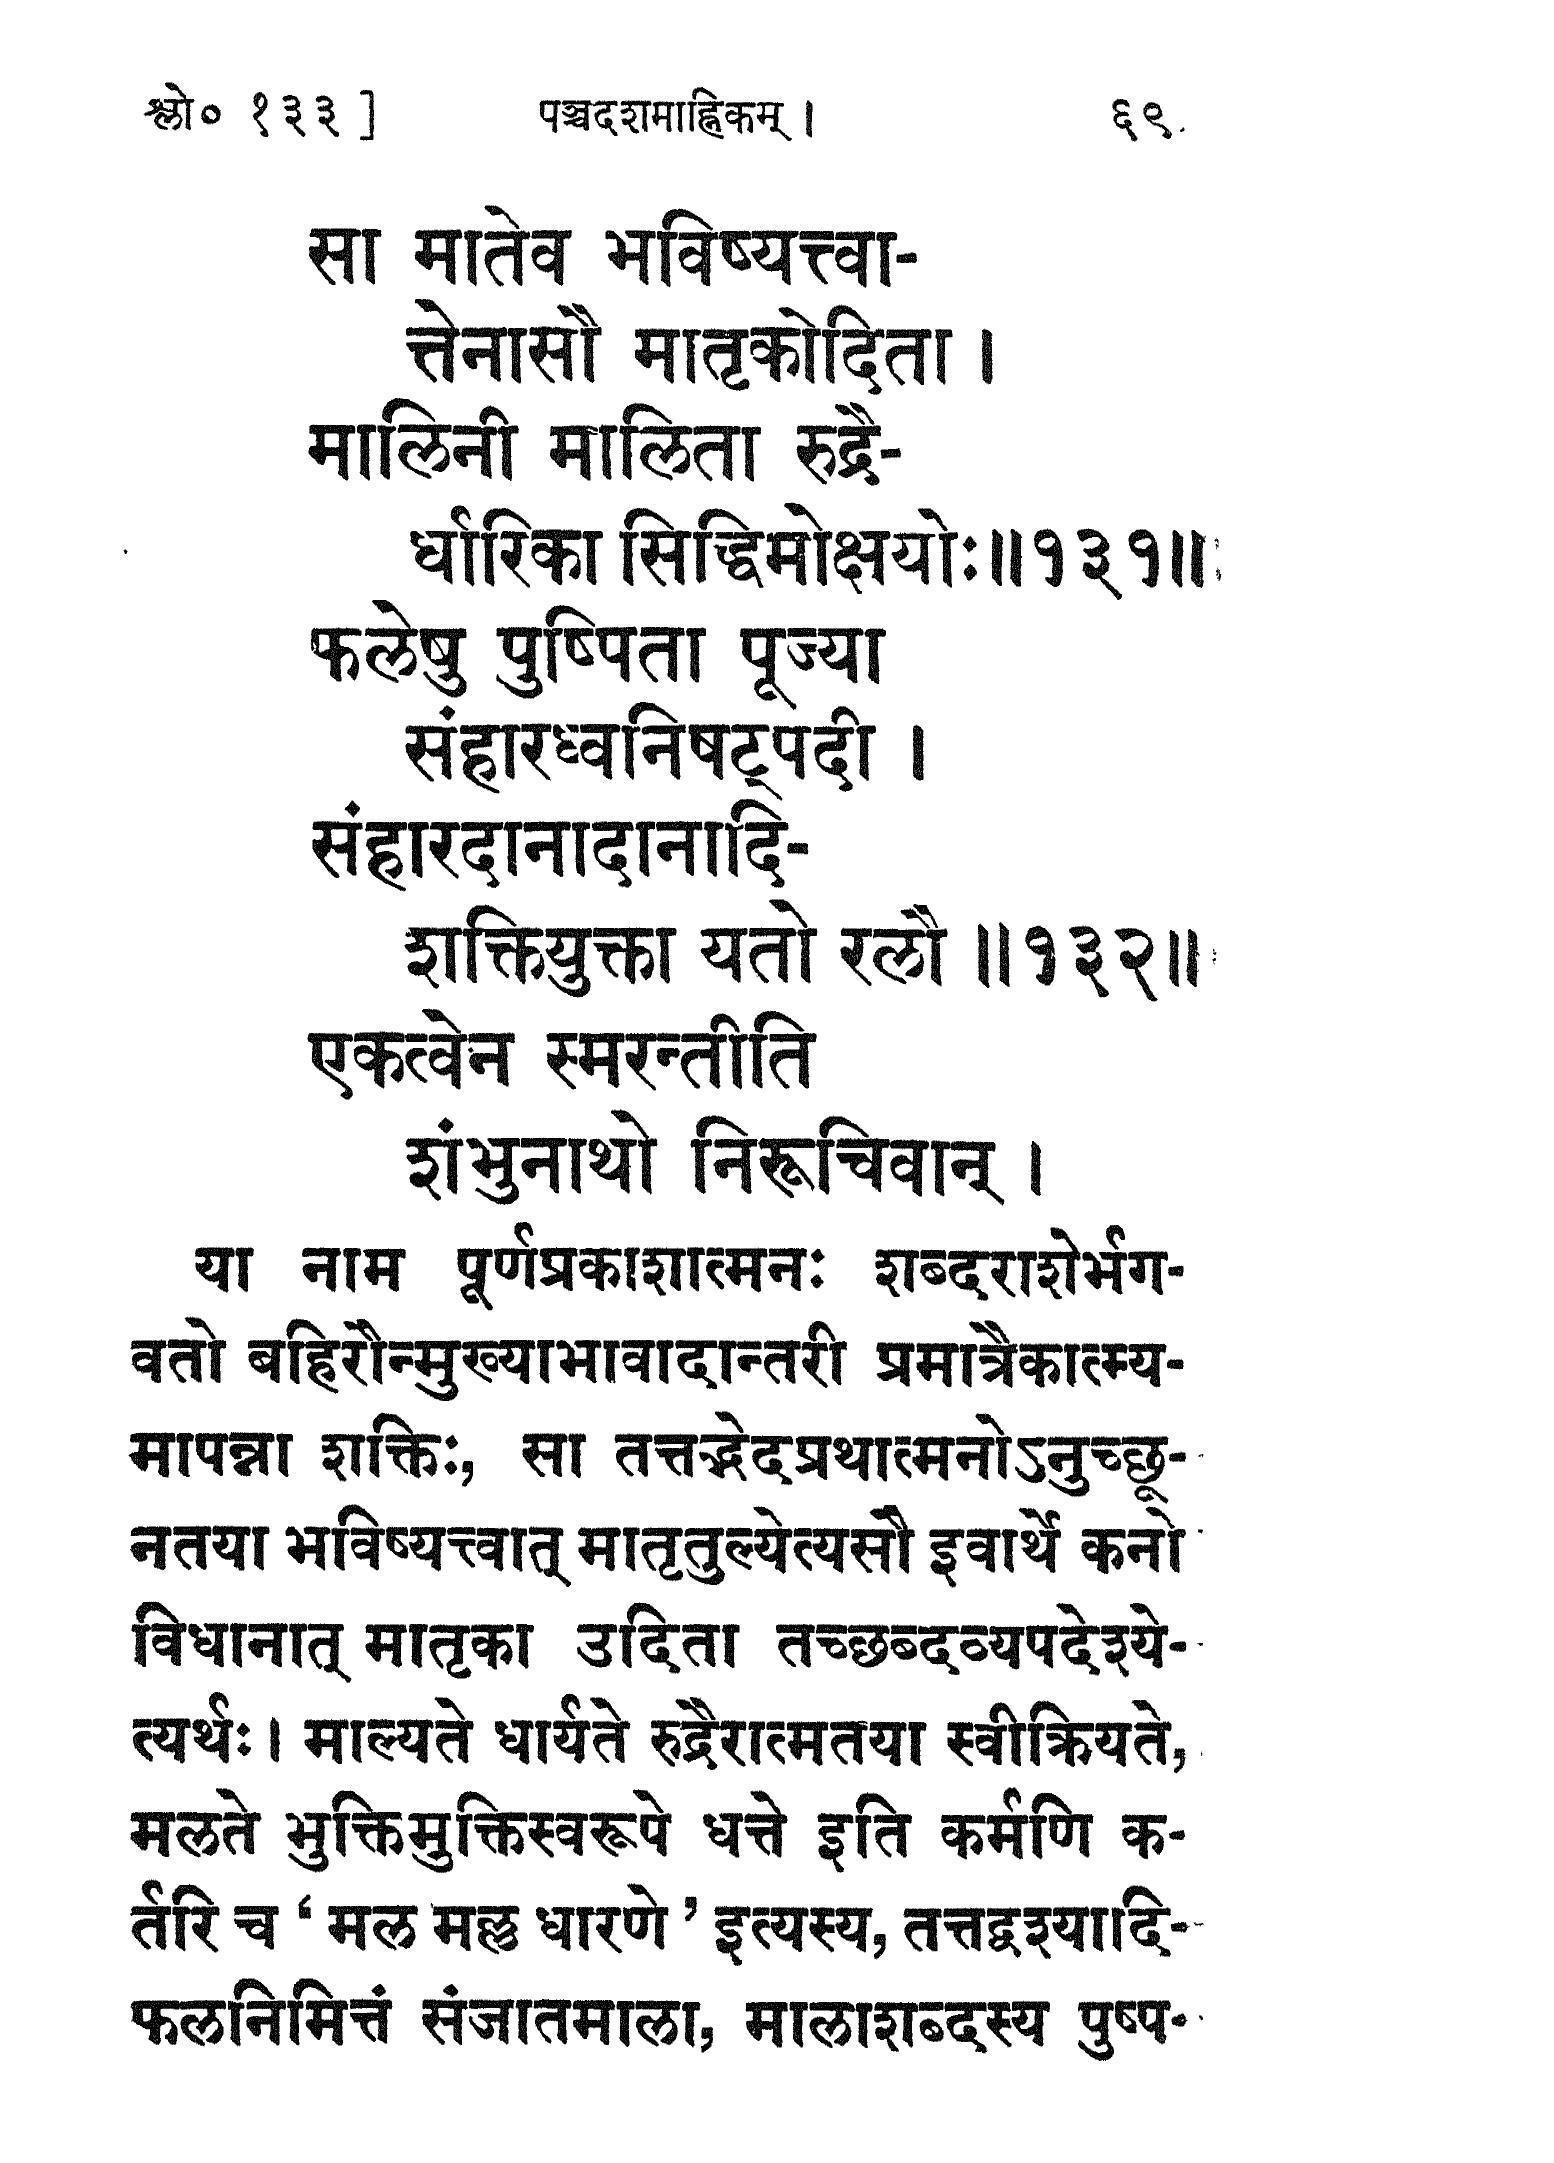 श्लो० १३३ ] पञ्चदशमाह्निकम् । ६९
सा मातेव भविष्यत्त्वा-
त्तेनासौ मातृकोदिता ।
मालिनी मालिता रुद्रै-
र्धारिका सिद्धिमोक्षयोः ॥ १३१ ॥
फलेषु पुष्पिता पूज्या
संहारध्वनिषट्पदी ।
संहारदानादानादि-
शक्तियुक्ता यतो रलौ ॥ १३२ ॥
एकत्वेन स्मरन्तीति
शंभुनाथो निरूचिवान् ।
या नाम पूर्णप्रकाशात्मनः शब्दराशेर्भग-
वतो बहिरौन्मुख्याभावादान्तरी प्रमात्रैकात्म्य-
मापन्ना शक्तिः, सा तत्तद्भेदप्रथात्मनोऽनुच्छू-
नतया भविष्यत्त्वात् मातृतुल्येत्यसौ इवार्थे कनो
विधानात् मातृका उदिता तच्छब्दव्यपदेश्ये-
त्यर्थः । माल्यते धार्यते रुद्रैरात्मतया स्वीक्रियते,
मलते भुक्तिमुक्तिस्वरूपे धत्ते इति कर्मणि क-
र्तरि च ‘ मल मल्ल धारणे ’ इत्यस्य, तत्तद्वश्यादि-
फलनिमित्तं संजातमाला, मालाशब्दस्य पुष्प-